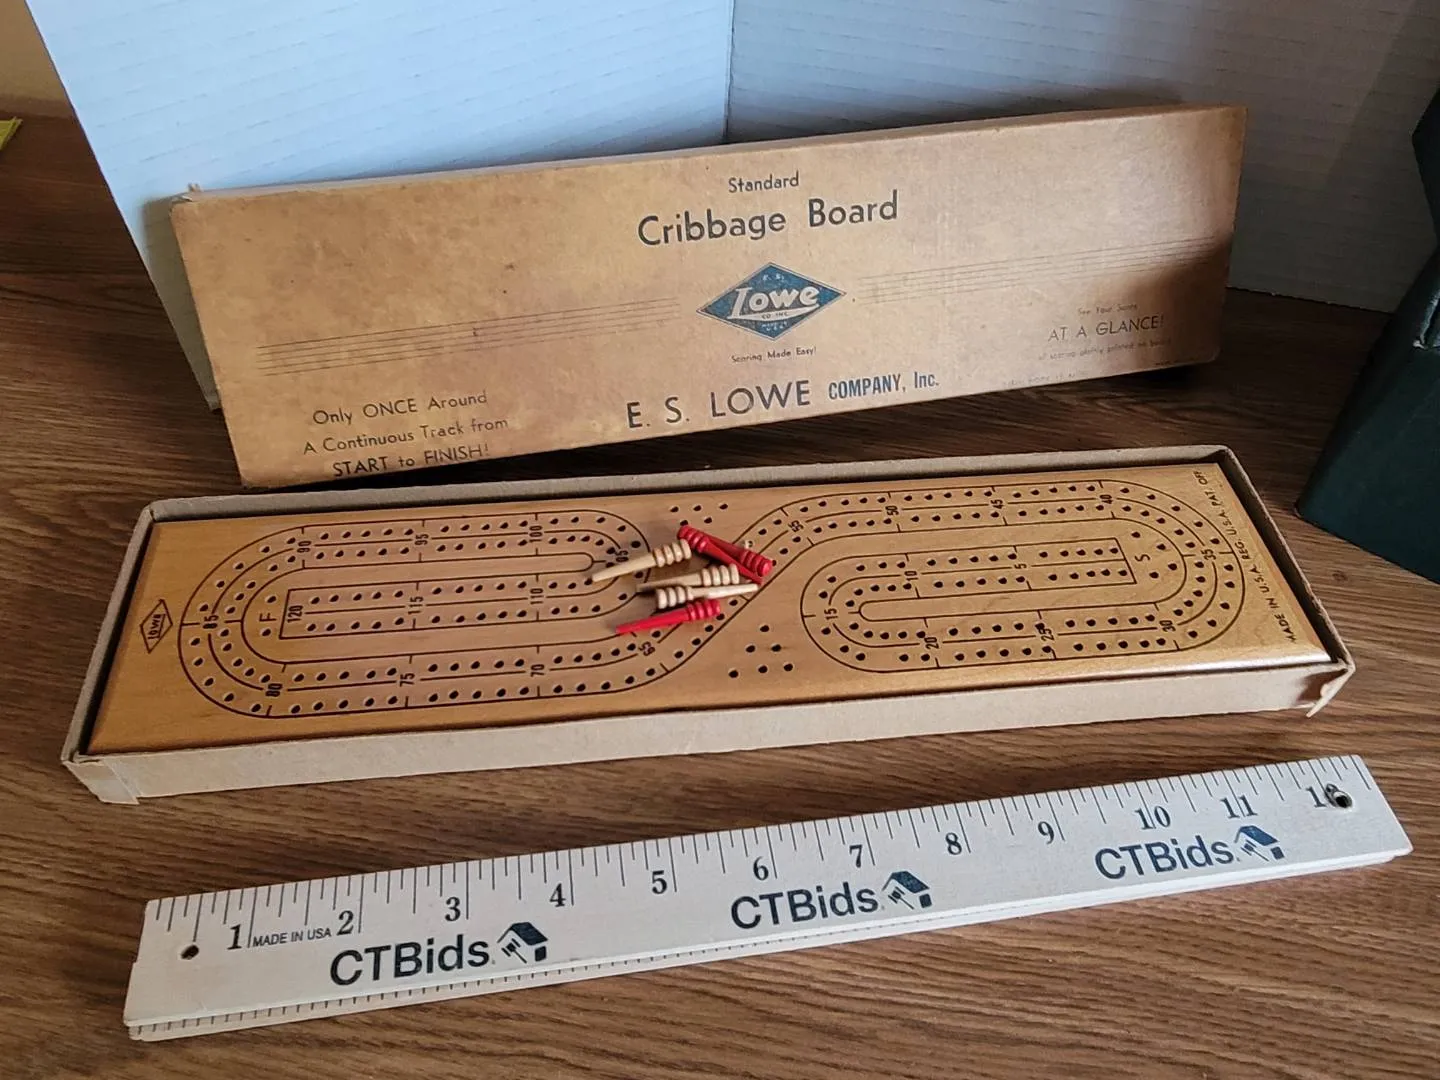 Standard
Cribbage Board
E. S.
Lowe
CO. INC.
Scoring Made Easy!
E. S. LOWE COMPANY, Inc.
Only ONCE Around
A Continuous Track from
START to FINISH!
See Your Score
AT A GLANCE!
LOWE
F
120
115
110
90
95
100
85
80
75
70
65
55
50
45
40
35
30
25
20
15
10
5
S
MADE IN U.S.A. REG. U.S.A. PAT. OFF.
1 2 3 4 5 6 7 8 9 10 11
MADE IN USA
CTBids CTBids CTBids